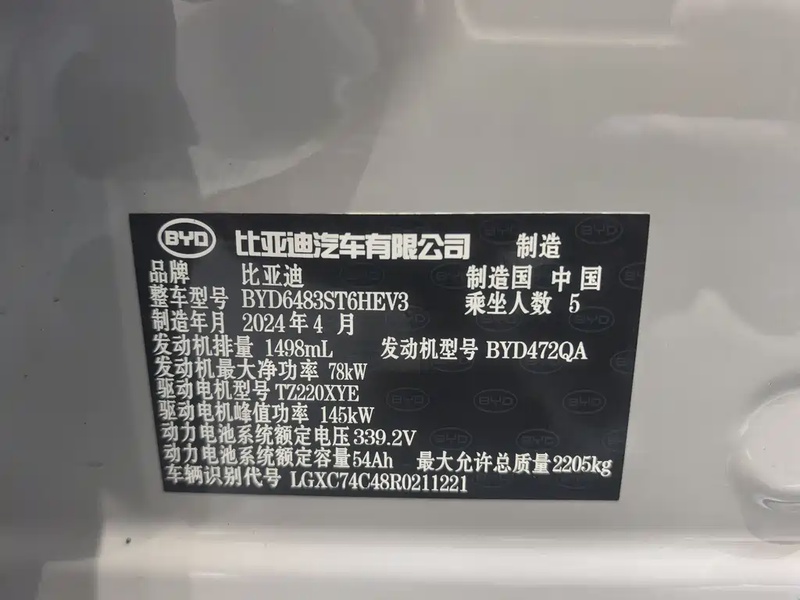 BYD 比亚迪汽车有限公司 制造
品牌 比亚迪 制造国 中国
整车型号 BYD6483ST6HEV3 乘坐人数 5
制造年月 2024年4月
发动机排量 1498mL 发动机型号 BYD472QA
发动机最大净功率 78kW
驱动电机型号 TZ220XYE
驱动电机峰值功率 145kW
动力电池系统额定电压 339.2V
动力电池系统额定容量 54Ah 最大允许总质量 2205kg
车辆识别代号 LGXC74C48R0211221